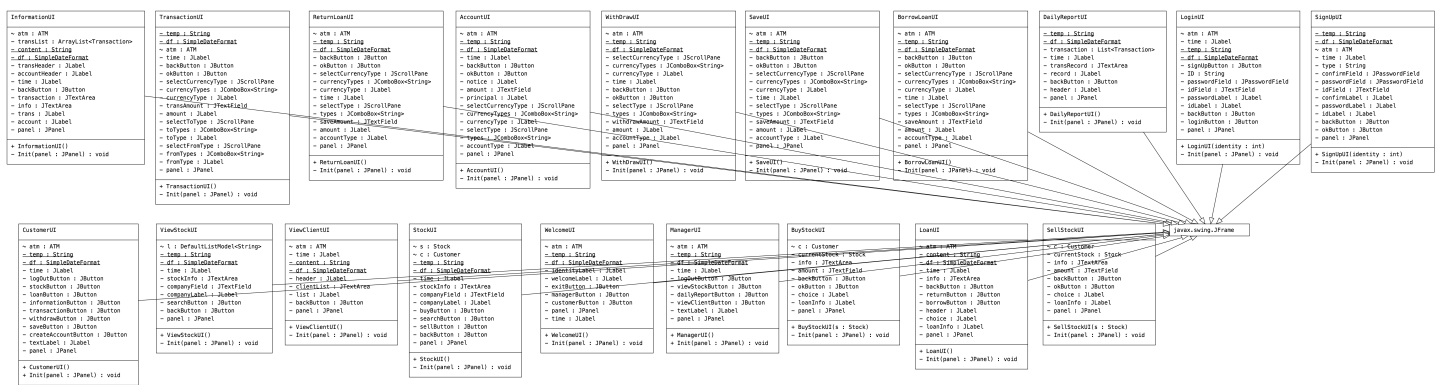 InformationUI
~ atm : ATM
- transList : ArrayList<Transaction>
- content : String
- df : SimpleDateFormat
- transHeader : JLabel
- accountHeader : JLabel
- time : JLabel
- backButton : JButton
- transaction : JTextArea
- info : JTextArea
- trans : JLabel
- account : JLabel
- panel : JPanel
+ InformationUI()
- Init(panel : JPanel) : void
TransactionUI
- temp : String
- df : SimpleDateFormat
~ atm : ATM
- time : JLabel
- backButton : JButton
- okButton : JButton
- selectCurrencyType : JScrollPane
- currencyTypes : JComboBox<String>
- currencyType : JLabel
- transAmount : JTextField
- amount : JLabel
- selectToType : JScrollPane
- toTypes : JComboBox<String>
- toType : JLabel
- selectFromType : JScrollPane
- fromTypes : JComboBox<String>
- fromType : JLabel
- panel : JPanel
+ TransactionUI()
- Init(panel : JPanel) : void
ReturnLoanUI
~ atm : ATM
- temp : String
- df : SimpleDateFormat
- backButton : JButton
- okButton : JButton
- selectCurrencyType : JScrollPane
- currencyTypes : JComboBox<String>
- currencyType : JLabel
- time : JLabel
- selectType : JScrollPane
- types : JComboBox<String>
- saveAmount : JTextField
- amount : JLabel
- accountType : JLabel
- panel : JPanel
+ ReturnLoanUI()
- Init(panel : JPanel) : void
AccountUI
~ atm : ATM
- temp : String
- df : SimpleDateFormat
- time : JLabel
- backButton : JButton
- okButton : JButton
- notice : JLabel
- amount : JTextField
- principal : JLabel
- selectCurrencyType : JScrollPane
- currencyTypes : JComboBox<String>
- currencyType : JLabel
- selectType : JScrollPane
- types : JComboBox<String>
- accountType : JLabel
- panel : JPanel
+ AccountUI()
- Init(panel : JPanel) : void
WithDrawUI
~ atm : ATM
- temp : String
- df : SimpleDateFormat
- selectCurrencyType : JScrollPane
- currencyTypes : JComboBox<String>
- currencyType : JLabel
- time : JLabel
- backButton : JButton
- okButton : JButton
- selectType : JScrollPane
- types : JComboBox<String>
- withdrawAmount : JTextField
- amount : JLabel
- accountType : JLabel
- panel : JPanel
+ WithDrawUI()
- Init(panel : JPanel) : void
SaveUI
~ atm : ATM
- temp : String
- df : SimpleDateFormat
- backButton : JButton
- okButton : JButton
- selectCurrencyType : JScrollPane
- currencyTypes : JComboBox<String>
- currencyType : JLabel
- time : JLabel
- selectType : JScrollPane
- types : JComboBox<String>
- saveAmount : JTextField
- amount : JLabel
- accountType : JLabel
- panel : JPanel
+ SaveUI()
- Init(panel : JPanel) : void
BorrowLoanUI
~ atm : ATM
- temp : String
- df : SimpleDateFormat
- backButton : JButton
- okButton : JButton
- selectCurrencyType : JScrollPane
- currencyTypes : JComboBox<String>
- currencyType : JLabel
- time : JLabel
- selectType : JScrollPane
- types : JComboBox<String>
- saveAmount : JTextField
- amount : JLabel
- accountType : JLabel
- panel : JPanel
+ BorrowLoanUI()
- Init(panel : JPanel) : void
DailyReportUI
- temp : String
- df : SimpleDateFormat
- transaction : List<Transaction>
~ atm : ATM
- time : JLabel
- transRecord : JTextArea
- record : JLabel
- backButton : JButton
- header : JLabel
- panel : JPanel
+ DailyReportUI()
- Init(panel : JPanel) : void
LoginUI
~ atm : ATM
- time : JLabel
- temp : String
- df : SimpleDateFormat
- signUpButton : JButton
- ID : String
- passwordField : JPasswordField
- idField : JTextField
- passwordLabel : JLabel
- idLabel : JLabel
- backButton : JButton
- loginButton : JButton
- panel : JPanel
+ LoginUI(identity : int)
- Init(panel : JPanel) : void
SignUpUI
- temp : String
- df : SimpleDateFormat
~ atm : ATM
- time : JLabel
- type : String
- confirmField : JPasswordField
- passwordField : JPasswordField
- idField : JTextField
- confirmLabel : JLabel
- passwordLabel : JLabel
- idLabel : JLabel
- backButton : JButton
- okButton : JButton
- panel : JPanel
+ SignUpUI(identity : int)
- Init(panel : JPanel) : void
CustomerUI
~ atm : ATM
- temp : String
- df : SimpleDateFormat
- time : JLabel
- logOutButton : JButton
- stockButton : JButton
- loanButton : JButton
- informationButton : JButton
- transactionButton : JButton
- withdrawButton : JButton
- saveButton : JButton
- createAccountButton : JButton
- textLabel : JLabel
- panel : JPanel
+ CustomerUI()
+ Init(panel : JPanel) : void
ViewStockUI
~ l : DefaultListModel<String>
~ atm : ATM
- temp : String
- df : SimpleDateFormat
- time : JLabel
- stockInfo : JTextArea
- companyField : JTextField
- companyLabel : JLabel
- searchButton : JButton
- backButton : JButton
- panel : JPanel
+ ViewStockUI()
- Init(panel : JPanel) : void
ViewClientUI
~ atm : ATM
- time : JLabel
- content : String
- df : SimpleDateFormat
- header : JLabel
- clientList : JTextArea
- list : JLabel
- backButton : JButton
- panel : JPanel
+ ViewClientUI()
- Init(panel : JPanel) : void
StockUI
~ s : Stock
~ c : Customer
- temp : String
- df : SimpleDateFormat
- time : JLabel
- stockInfo : JTextArea
- companyField : JTextField
- companyLabel : JLabel
- buyButton : JButton
- searchButton : JButton
- sellButton : JButton
- backButton : JButton
- panel : JPanel
+ StockUI()
- Init(panel : JPanel) : void
WelcomeUI
~ atm : ATM
- temp : String
- df : SimpleDateFormat
- identityLabel : JLabel
- welcomeLabel : JLabel
- exitButton : JButton
- managerButton : JButton
- customerButton : JButton
- panel : JPanel
- time : JLabel
+ WelcomeUI()
- Init(panel : JPanel) : void
ManagerUI
~ atm : ATM
- temp : String
- df : SimpleDateFormat
- time : JLabel
- logOutButton : JButton
- viewStockButton : JButton
- dailyReportButton : JButton
- viewClientButton : JButton
- textLabel : JLabel
- panel : JPanel
+ ManagerUI()
+ Init(panel : JPanel) : void
BuyStockUI
~ c : Customer
- currentStock : Stock
- info : JTextArea
- amount : JTextField
- backButton : JButton
- okButton : JButton
- choice : JLabel
- loanInfo : JLabel
- panel : JPanel
+ BuyStockUI(s : Stock)
- Init(panel : JPanel) : void
LoanUI
~ atm : ATM
- content : String
- df : SimpleDateFormat
- time : JLabel
- info : JTextArea
- backButton : JButton
- returnButton : JButton
- borrowButton : JButton
- header : JLabel
- choice : JLabel
- loanInfo : JLabel
- panel : JPanel
+ LoanUI()
- Init(panel : JPanel) : void
SellStockUI
~ c : Customer
- currentStock : Stock
- info : JTextArea
- amount : JTextField
- backButton : JButton
- okButton : JButton
- choice : JLabel
- loanInfo : JLabel
- panel : JPanel
+ SellStockUI(s : Stock)
- Init(panel : JPanel) : void
javax.swing.JFrame